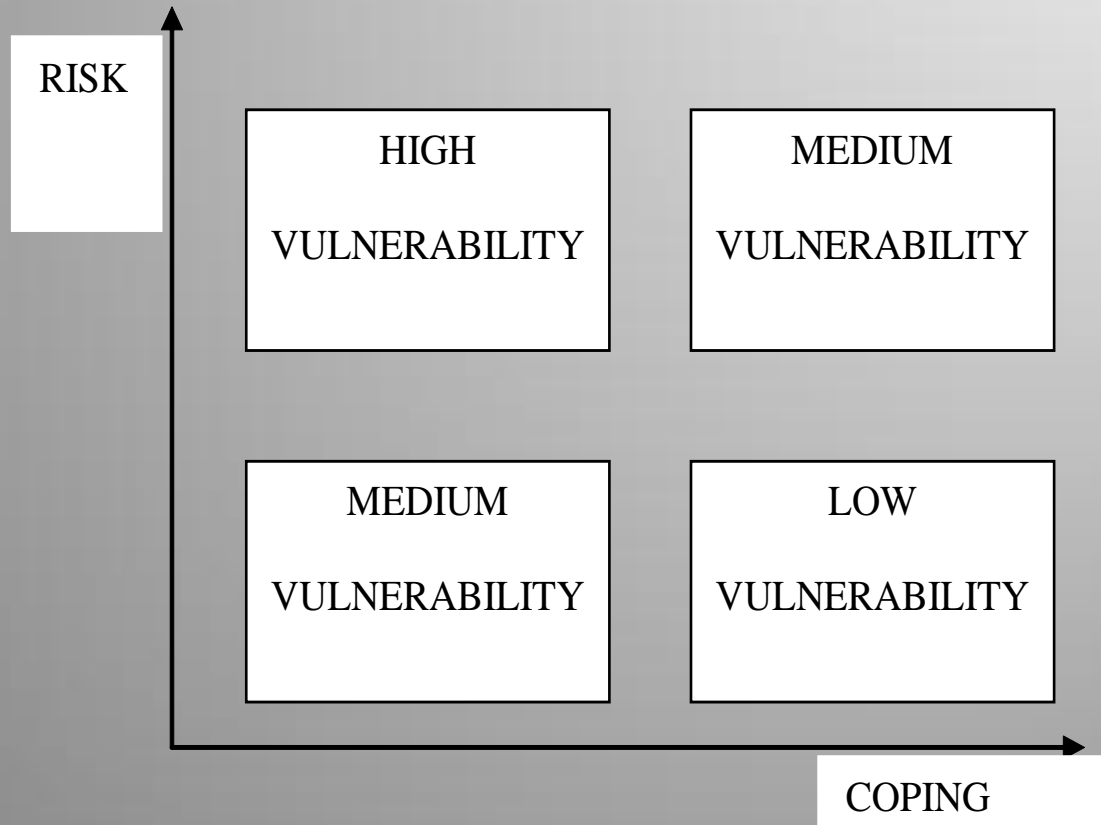 RISK
HIGH
VULNERABILITY
MEDIUM
VULNERABILITY
MEDIUM
VULNERABILITY
LOW
VULNERABILITY
COPING